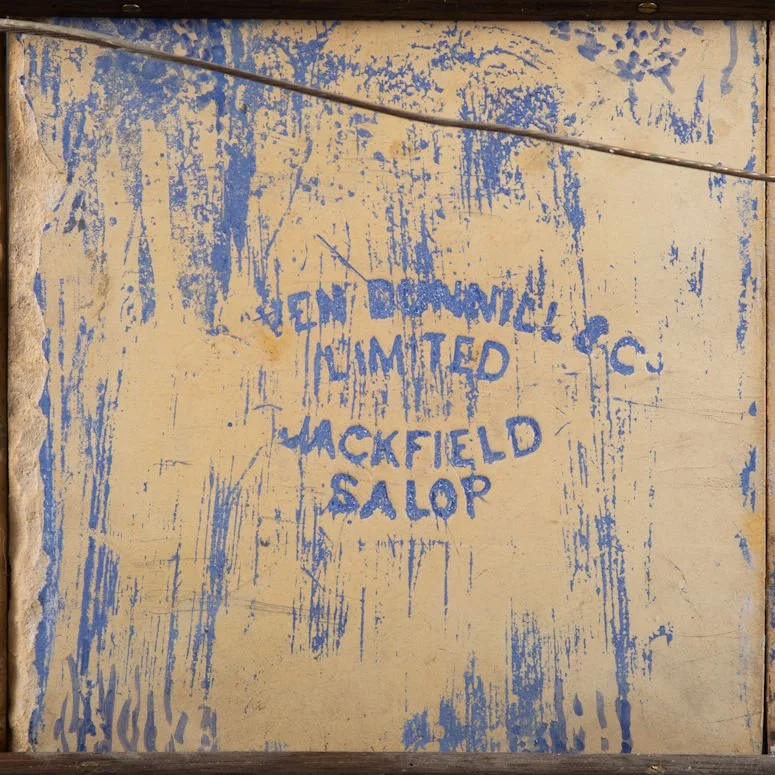 VEN DUNNILL & Co.
LIMITED
JACKFIELD
SALOP